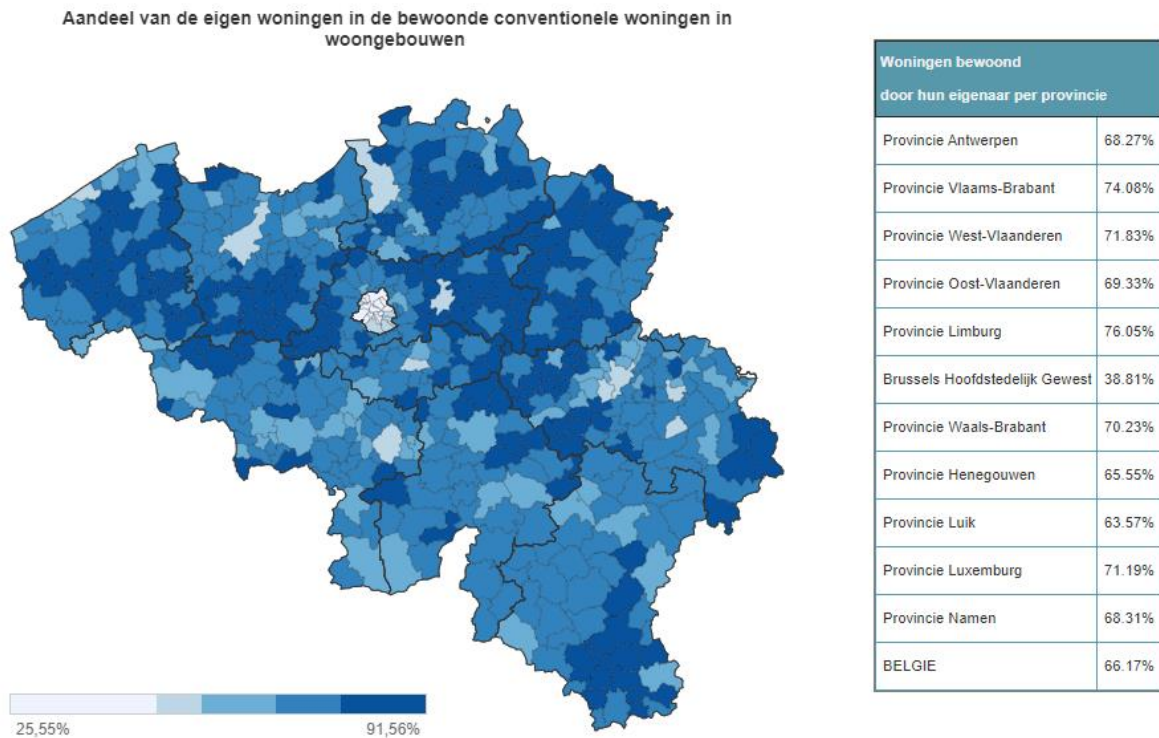 Aandeel van de eigen woningen in de bewoonde conventionele woningen in
woongebouwen
25,55%
91,56%
Woningen bewoond
door hun eigenaar per provincie
Provincie Antwerpen 68.27%
Provincie Vlaams-Brabant 74.08%
Provincie West-Vlaanderen 71.83%
Provincie Oost-Vlaanderen 69.33%
Provincie Limburg 76.05%
Brussels Hoofdstedelijk Gewest 38.81%
Provincie Waals-Brabant 70.23%
Provincie Henegouwen 65.55%
Provincie Luik 63.57%
Provincie Luxemburg 71.19%
Provincie Namen 68.31%
BELGIE 66.17%